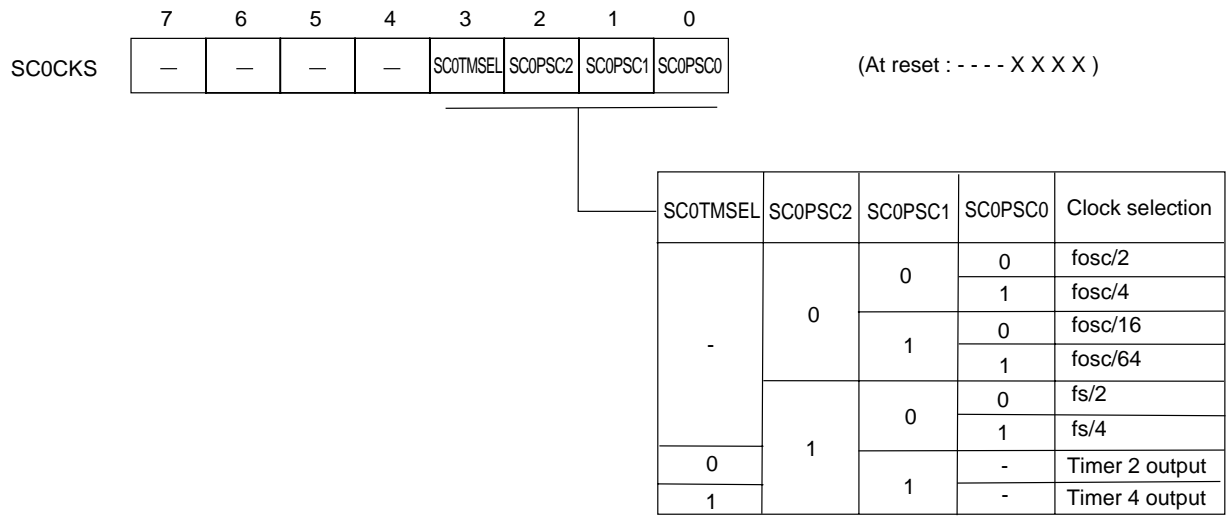 7 6 5 4 3 2 1 0
SC0CKS — — — — SC0TMSEL SC0PSC2 SC0PSC1 SC0PSC0 (At reset : - - - - X X X X )
SC0TMSEL SC0PSC2 SC0PSC1 SC0PSC0 Clock selection
- 0 0 0 fosc/2
1 fosc/4
1 0 fosc/16
1 fosc/64
1 0 0 fs/2
1 fs/4
0 1 - Timer 2 output
1 - Timer 4 output